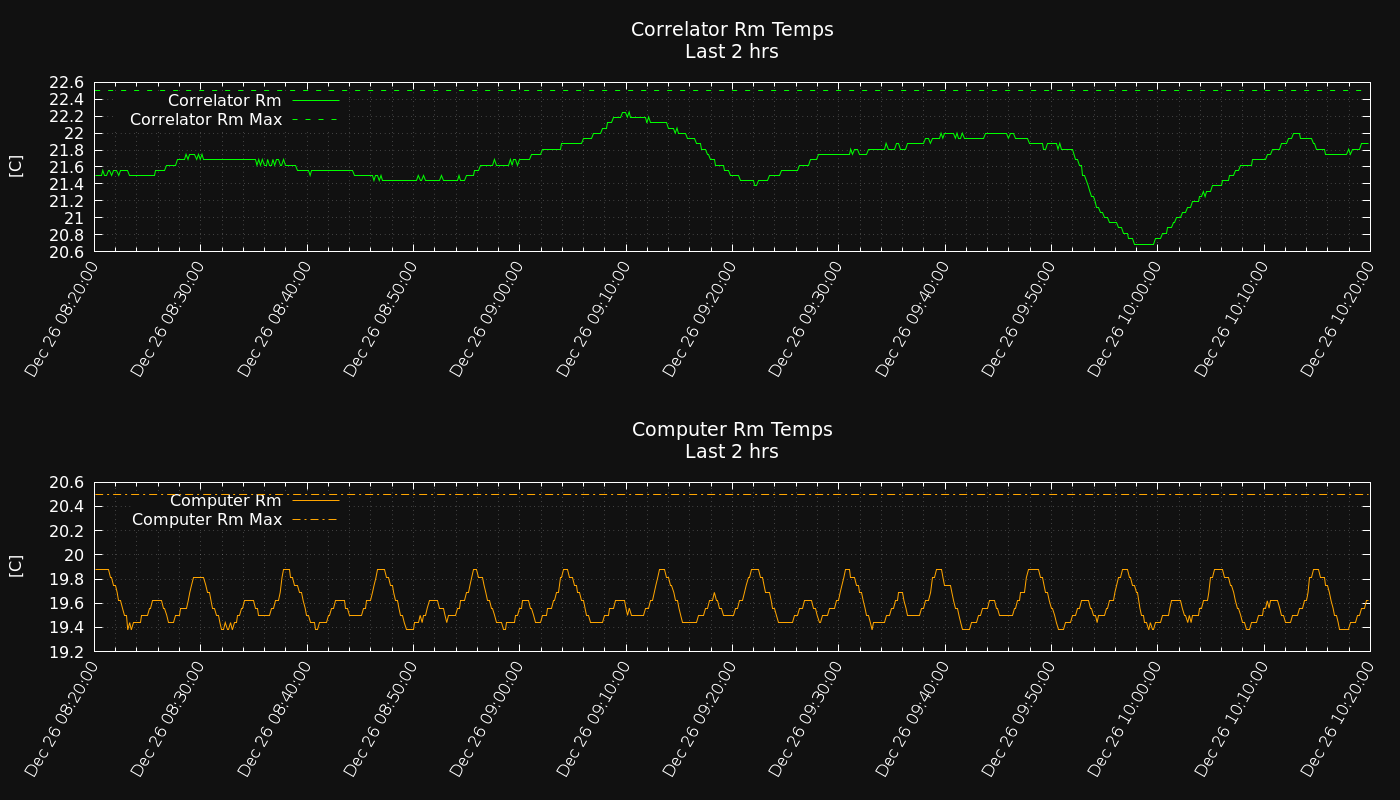 Correlator Rm Temps
Last 2 hrs
22.6
22.4
22.2
22
21.8
21.6
21.4
21.2
21
20.8
20.6
[C]
Correlator Rm
Correlator Rm Max
Dec 26 08:20:00
Dec 26 08:30:00
Dec 26 08:40:00
Dec 26 08:50:00
Dec 26 09:00:00
Dec 26 09:10:00
Dec 26 09:20:00
Dec 26 09:30:00
Dec 26 09:40:00
Dec 26 09:50:00
Dec 26 10:00:00
Dec 26 10:10:00
Dec 26 10:20:00
Computer Rm Temps
Last 2 hrs
20.6
20.4
20.2
20
19.8
19.6
19.4
19.2
[C]
Computer Rm
Computer Rm Max
Dec 26 08:20:00
Dec 26 08:30:00
Dec 26 08:40:00
Dec 26 08:50:00
Dec 26 09:00:00
Dec 26 09:10:00
Dec 26 09:20:00
Dec 26 09:30:00
Dec 26 09:40:00
Dec 26 09:50:00
Dec 26 10:00:00
Dec 26 10:10:00
Dec 26 10:20:00